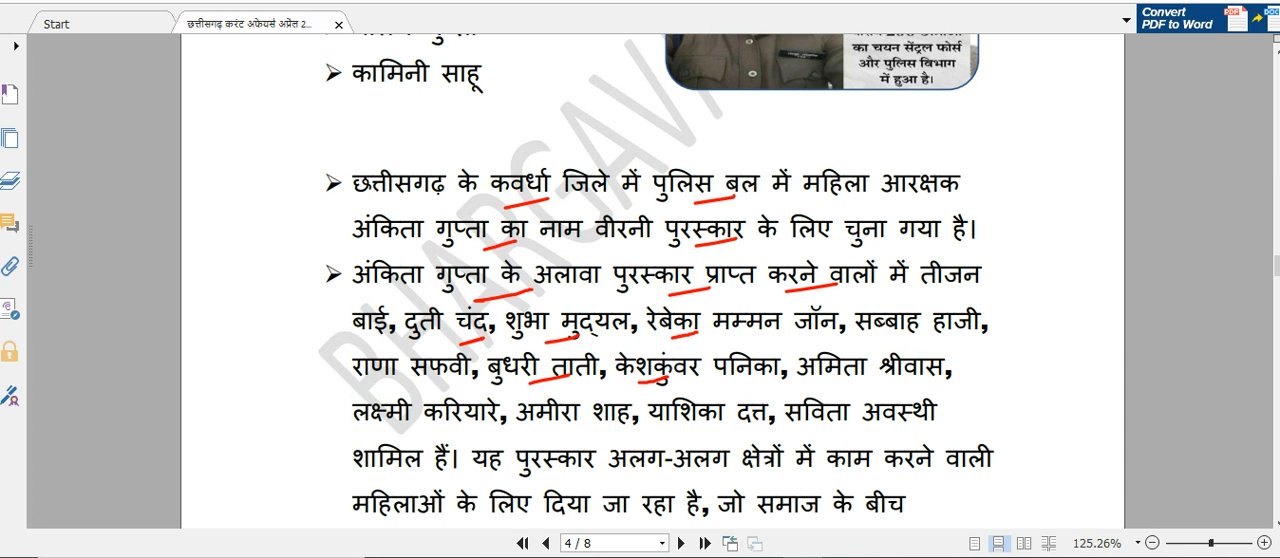 Start
छत्तीसगढ़ करंट अफेयर्स अप्रेल 2...
Convert
PDF to Word
➢ कामिनी साहू
का चयन सेंट्रल फोर्स
और पुलिस विभाग
में हुआ है।
BHARGAVA
➢ छत्तीसगढ़ के कवर्धा जिले में पुलिस बल में महिला आरक्षक
अंकिता गुप्ता का नाम वीरनी पुरस्कार के लिए चुना गया है।
➢ अंकिता गुप्ता के अलावा पुरस्कार प्राप्त करने वालों में तीजन
बाई, दुती चंद, शुभा मुद्यल, रेबेका मम्मन जॉन, सब्बाह हाजी,
राणा सफवी, बुधरी ताती, केशकुंवर पनिका, अमिता श्रीवास,
लक्ष्मी करियारे, अमीरा शाह, याशिका दत्त, सविता अवस्थी
शामिल हैं। यह पुरस्कार अलग-अलग क्षेत्रों में काम करने वाली
महिलाओं के लिए दिया जा रहा है, जो समाज के बीच
4 / 8
125.26%